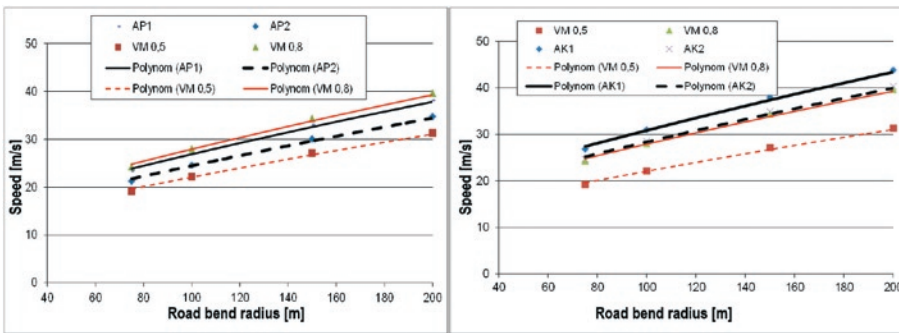 AP1 AP2
VM 0,5 VM 0,8
Polynom (AP1) Polynom (AP2)
Polynom (VM 0,5) Polynom (VM 0,8)
50
40
30
20
10
0
Speed [m/s]
40 60 80 100 120 140 160 180 200
Road bend radius [m]
VM 0,5 VM 0,8
AK1 AK2
Polynom (VM 0,5) Polynom (VM 0,8)
Polynom (AK1) Polynom (AK2)
50
40
30
20
10
0
Speed [m/s]
40 60 80 100 120 140 160 180 200
Road bend radius [m]